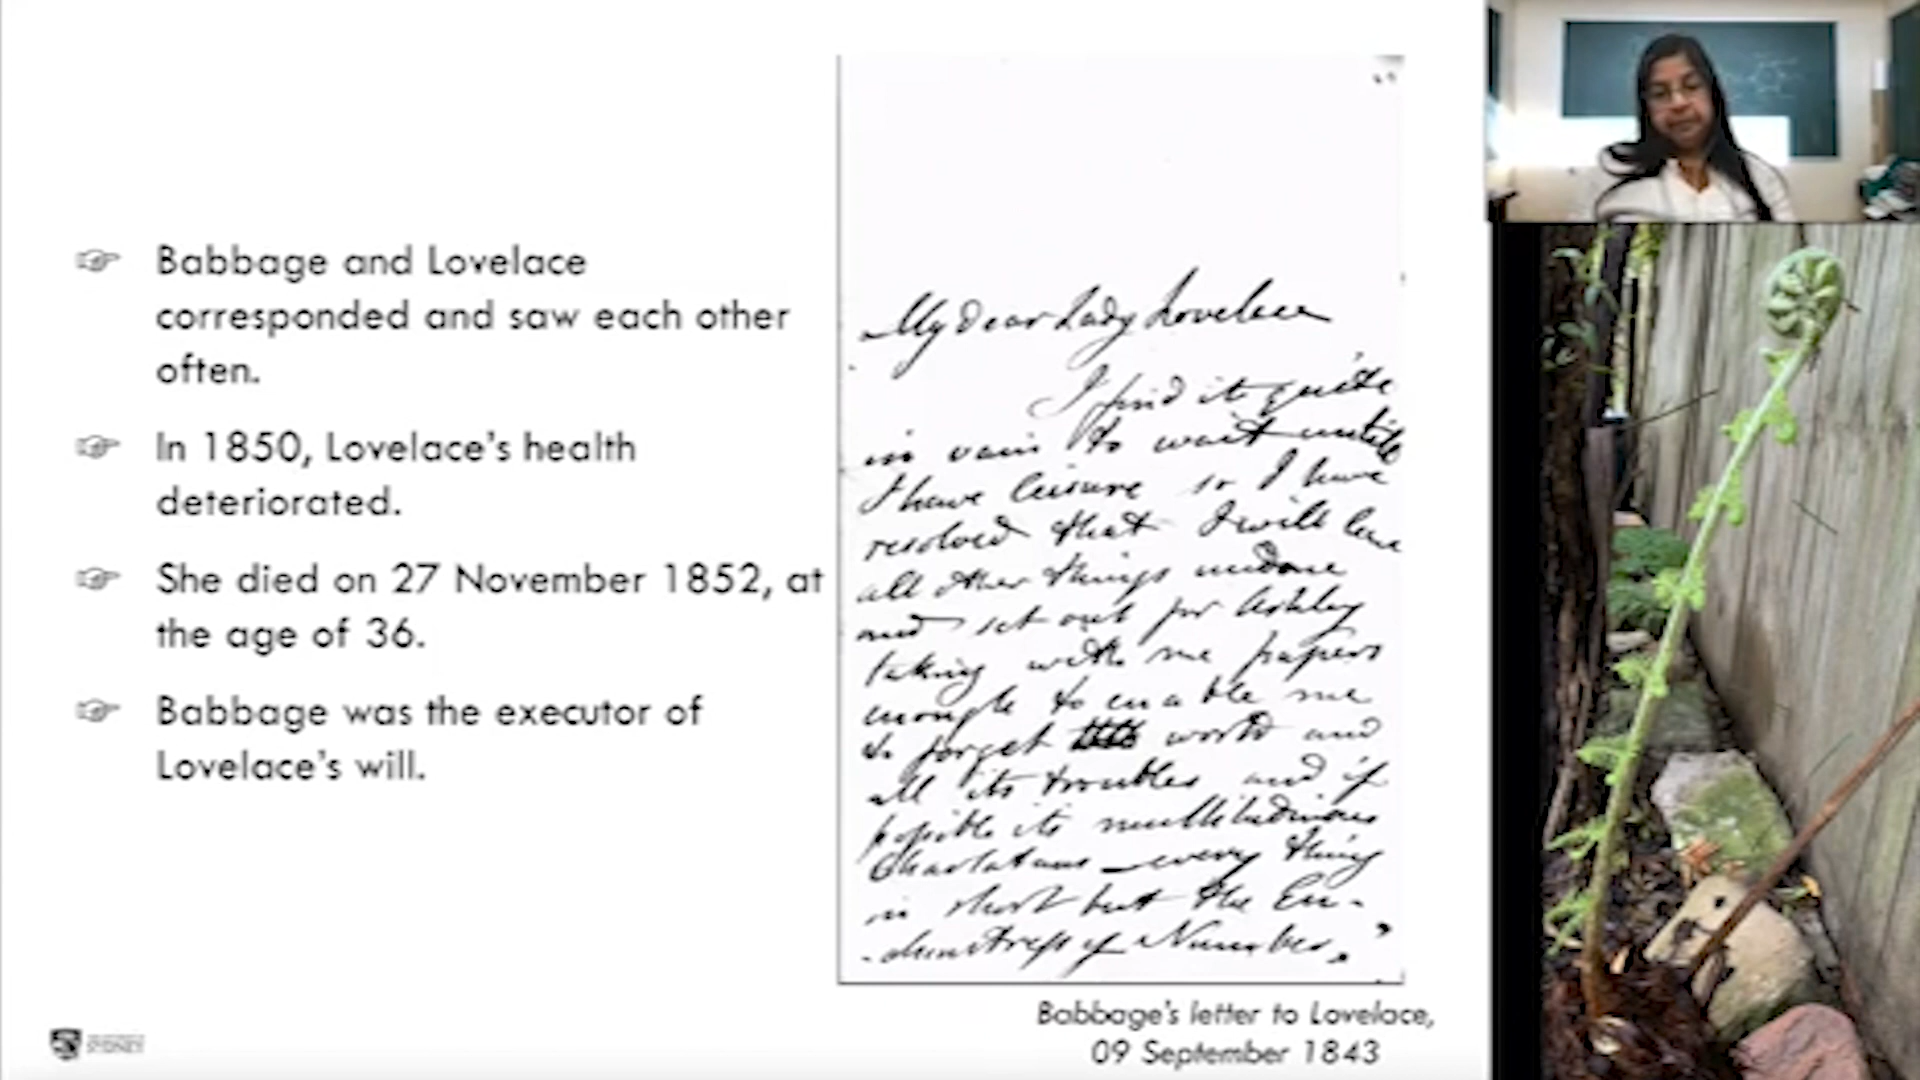 Babbage and Lovelace
corresponded and saw each other
often.
In 1850, Lovelace's health
deteriorated.
She died on 27 November 1852, at
the age of 36.
Babbage was the executor of
Lovelace's will.
My Dear Lady Lovelace
I find it quite
in vain to wait until
I have leisure so I have
resolved that I will leave
all other things undone
and set out for Ashley
taking with me papers
enough to enable me
to forget world and
all its troubles and if
possible its multitudinous
Charlatans – every thing
in short but the En-
chantress of Number.
Babbage's letter to Lovelace,
09 September 1843
SYDNEY